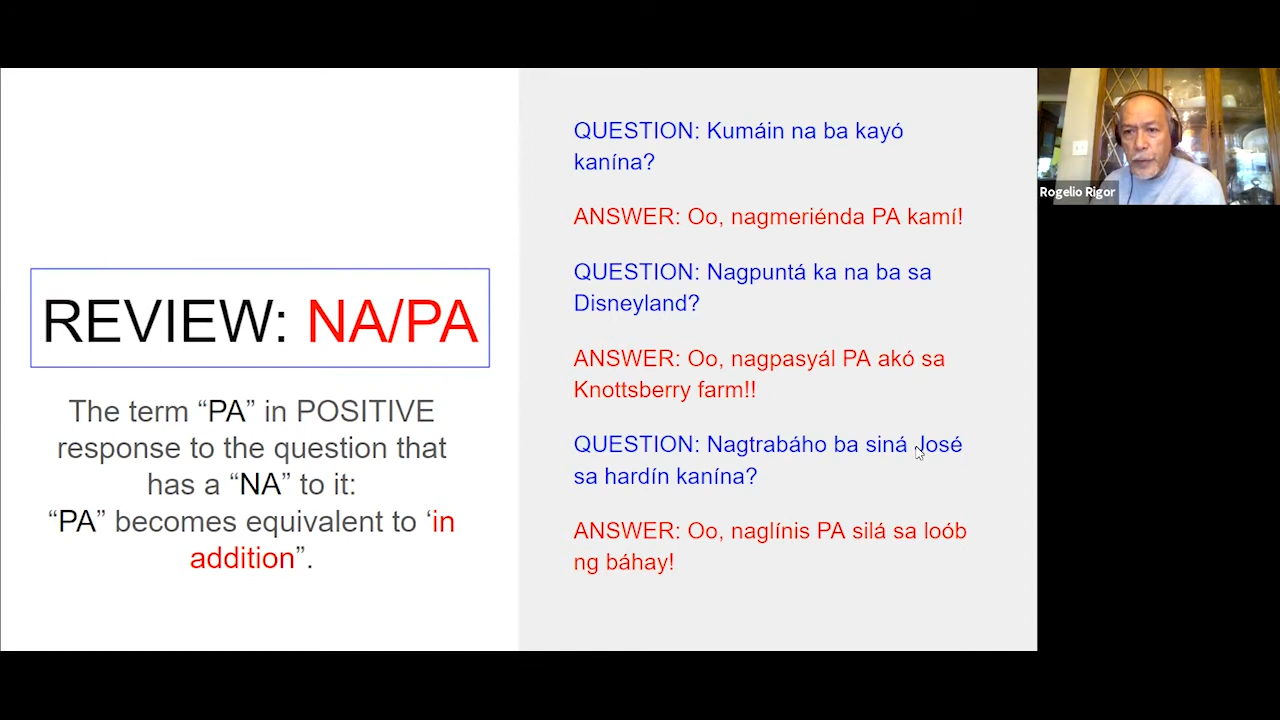 REVIEW: NA/PA
The term “PA” in POSITIVE
response to the question that
has a “NA” to it:
“PA” becomes equivalent to ‘in
addition”.
QUESTION: Kumáin na ba kayó
kanína?
ANSWER: Oo, nagmeriénda PA kamí!
QUESTION: Nagpuntá ka na ba sa
Disneyland?
ANSWER: Oo, nagpasyál PA akó sa
Knottsberry farm!!
QUESTION: Nagtrabáho ba siná José
sa hardín kanína?
ANSWER: Oo, naglínis PA silá sa loób
ng báhay!
Rogelio Rigor